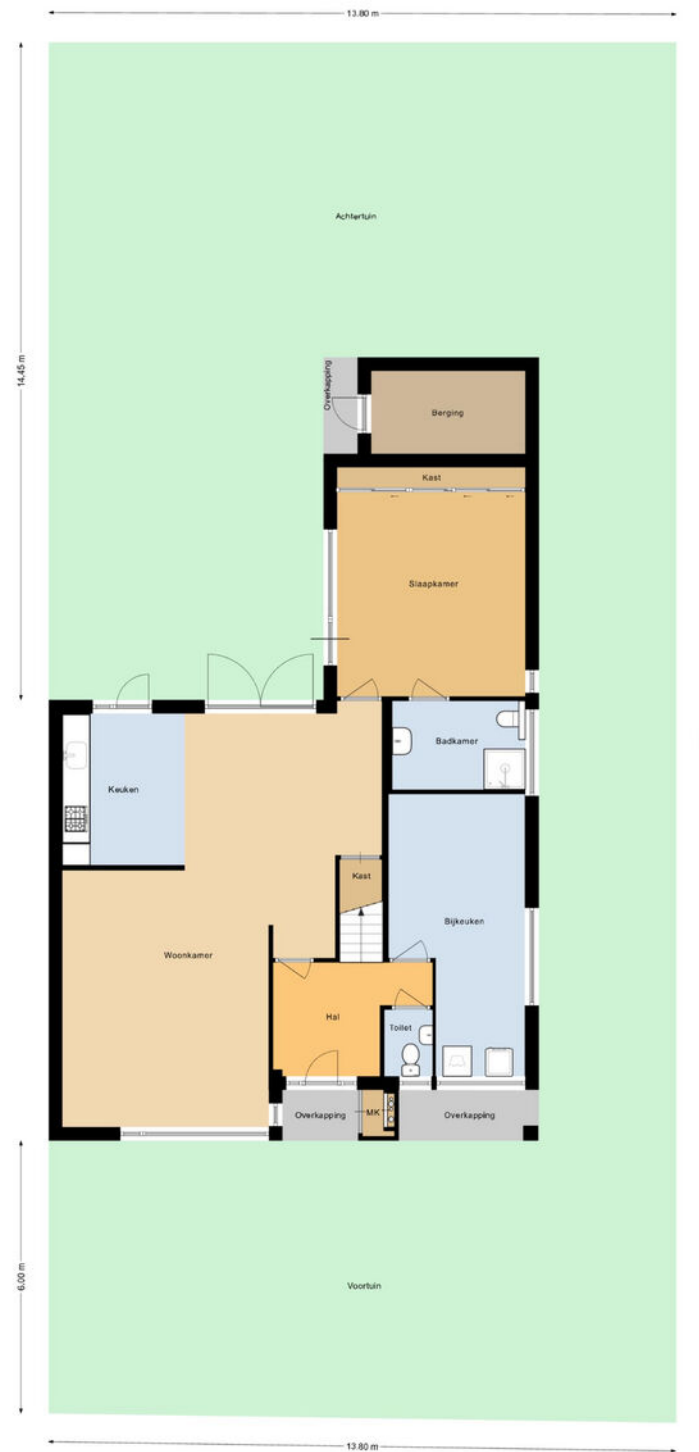 13.80 m
Achtertuin
14.45 m
Overkapping
Berging
Kast
Slaapkamer
Badkamer
Keuken
Kast
Bijkeuken
Woonkamer
Hal
Toilet
Overkapping
MK
Overkapping
6.00 m
Voortuin
13.80 m